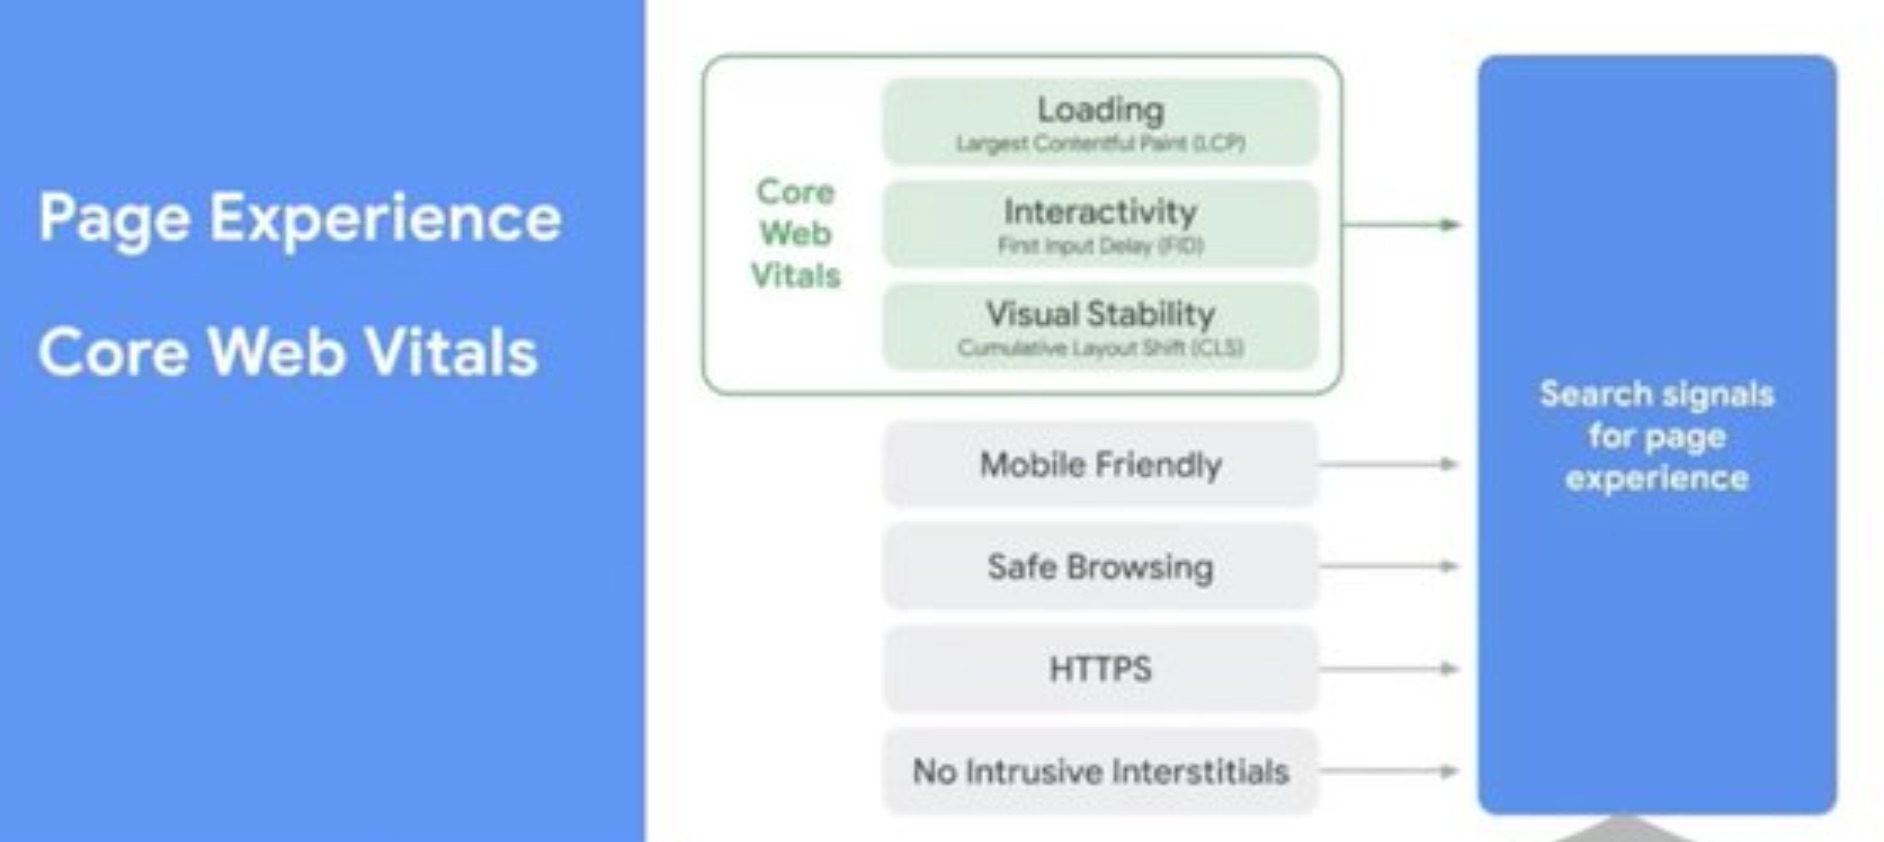 Page Experience
Core Web Vitals
Core
Web
Vitals
Loading
Largest Contentful Paint (LCP)
Interactivity
First Input Delay (FID)
Visual Stability
Cumulative Layout Shift (CLS)
Mobile Friendly
Safe Browsing
HTTPS
No Intrusive Interstitials
Search signals
for page
experience